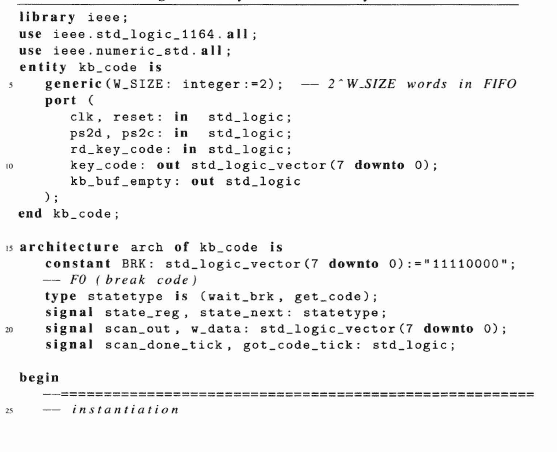 library ieee;
use ieee.std_logic_1164.all;
use ieee.numeric_std.all;
entity kb_code is
5 generic(W_SIZE: integer:=2); -- 2^W_SIZE words in FIFO
port (
clk, reset: in std_logic;
ps2d, ps2c: in std_logic;
rd_key_code: in std_logic;
10 key_code: out std_logic_vector(7 downto 0);
kb_buf_empty: out std_logic
);
end kb_code;
15 architecture arch of kb_code is
constant BRK: std_logic_vector(7 downto 0):="11110000";
-- F0 (break code)
type statetype is (wait_brk, get_code);
signal state_reg, state_next: statetype;
20 signal scan_out, w_data: std_logic_vector(7 downto 0);
signal scan_done_tick, got_code_tick: std_logic;
begin
--=======================================================
25 -- instantiation